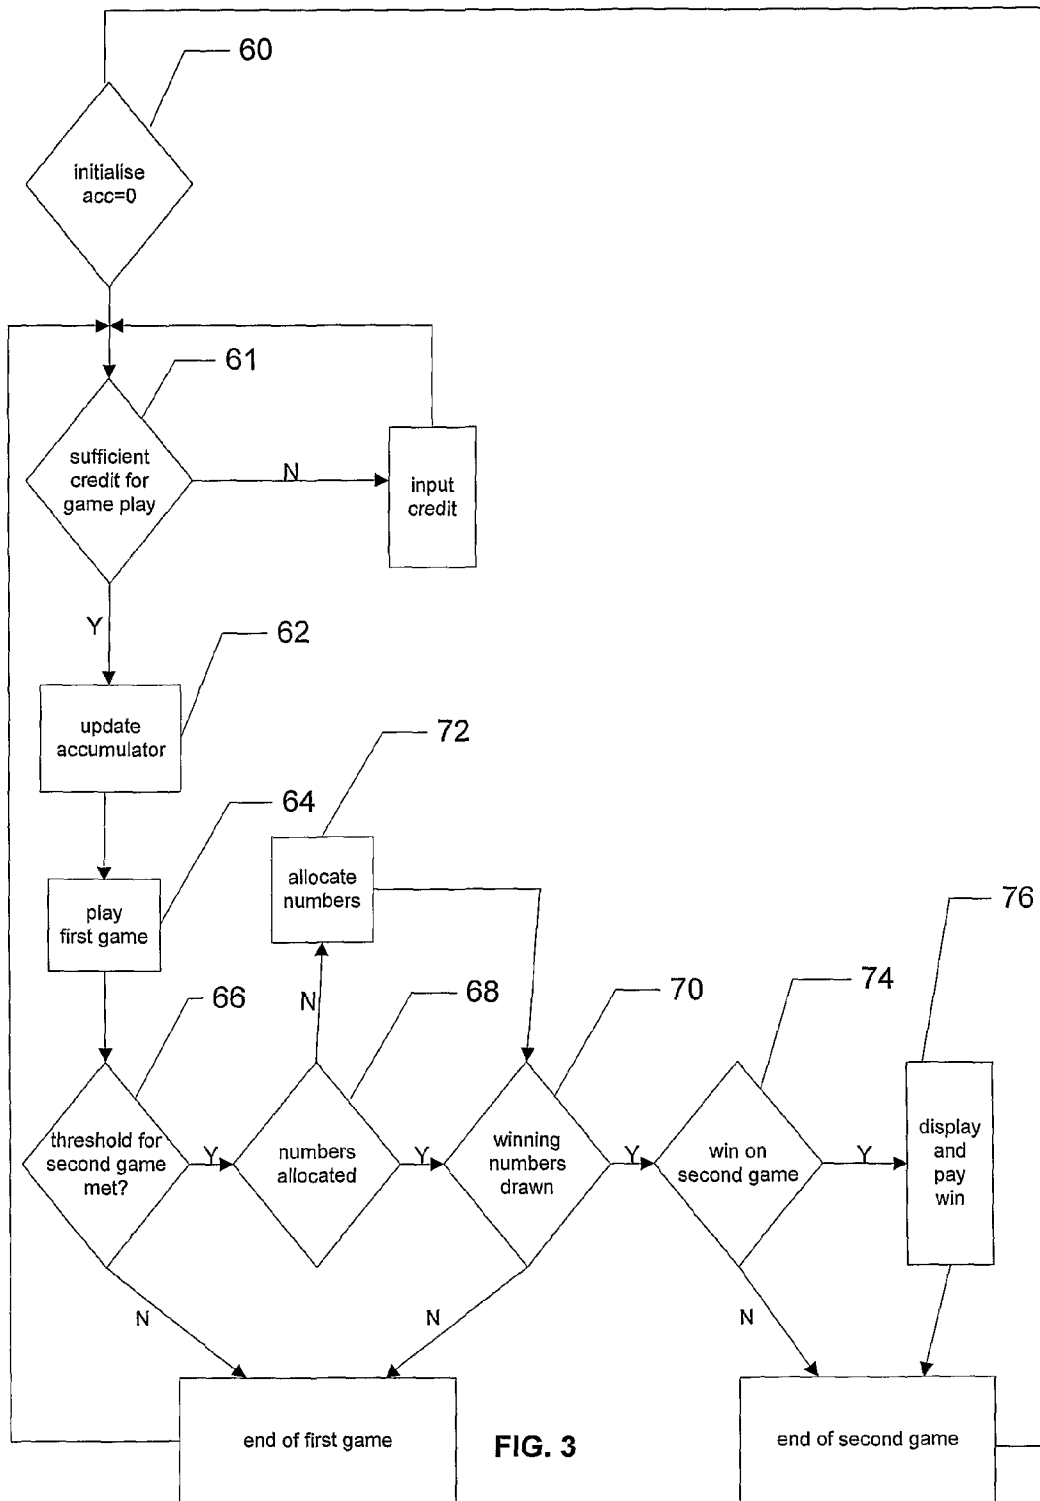 60
initialise
acc=0
61
sufficient
credit for
game play
N
input
credit
Y
62
update
accumulator
72
64
allocate
numbers
play
first game
76
66
N
68
70
74
threshold for
second game
met?
Y
numbers
allocated
Y
winning
numbers
drawn
Y
win on
second game
Y
display
and
pay
win
N
N
N
end of first game
FIG. 3
end of second game